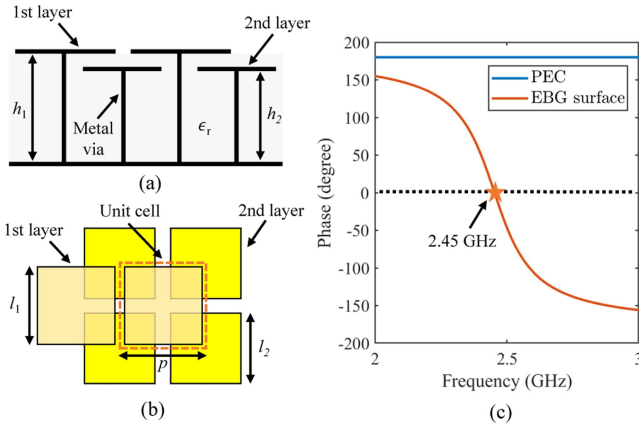 1st layer
2nd layer
h1
Metal
via
ϵr
h2
(a)
Unit cell
1st layer
2nd layer
l1
p
l2
(b)
200
150
100
50
0
-50
-100
-150
-200
Phase (degree)
PEC
EBG surface
2.45 GHz
2
2.5
3
Frequency (GHz)
(c)